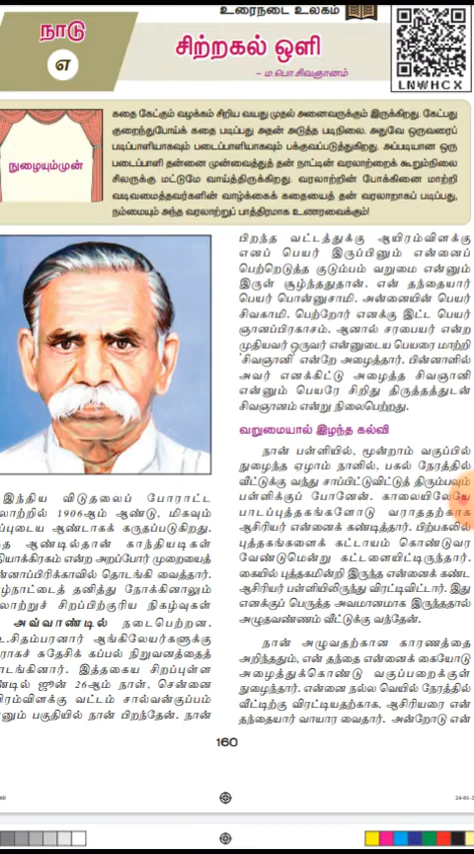 உரைநடை உலகம்
நாடு
எ
சிற்றகல் ஒளி
– ம.பொ.சிவஞானம்
LNWHCX
நுழையும்முன்
கதை கேட்கும் வழக்கம் சிறிய வயது முதல் அனைவருக்கும் இருக்கிறது. கேட்பது
குறைந்துபோய்க் கதை படிப்பது அதன் அடுத்த படிநிலை. அதுவே ஒருவரைப்
படிப்பாளியாகவும் படைப்பாளியாகவும் பக்குவப்படுத்துகிறது. அப்படியான ஒரு
படைப்பாளி தன்னை முன்வைத்துத் தன் நாட்டின் வரலாற்றைக் கூறும்நிலை
சிலருக்கு மட்டுமே வாய்த்திருக்கிறது. வரலாற்றின் போக்கினை மாற்றி
வடிவமைத்தவர்களின் வாழ்க்கைக் கதையைத் தன் வரலாறாகப் படிப்பது,
நம்மையும் அந்த வரலாற்றுப் பாத்திரமாக உணரவைக்கும்!
இந்திய விடுதலைப் போராட்ட
லாற்றில் 1906ஆம் ஆண்டு, மிகவும்
ப்புடைய ஆண்டாகக் கருதப்படுகிறது.
த ஆண்டில்தான் காந்தியடிகள்
தியாக்கிரகம் என்ற அறப்போர் முறையைத்
ன்னாப்பிரிக்காவில் தொடங்கி வைத்தார்.
ழ்நாட்டைத் தனித்து நோக்கினாலும்
லாற்றுச் சிறப்பிற்குரிய நிகழ்வுகள்
அவ்வாண்டில் நடைபெற்றன.
உ.சிதம்பரனார் ஆங்கிலேயர்களுக்கு
ராகச் சுதேசிக் கப்பல் நிறுவனத்தைத்
டங்கினார். இத்தகைய சிறப்புள்ள
ண்டில் ஜூன் 26ஆம் நாள், சென்னை
ரம்விளக்கு வட்டம் சால்வன்குப்பம்
னும் பகுதியில் நான் பிறந்தேன். நான்
பிறந்த வட்டத்துக்கு ஆயிரம்விளக்கு
எனப் பெயர் இருப்பினும் என்னைப்
பெற்றெடுத்த குடும்பம் வறுமை என்னும்
இருள் சூழ்ந்ததுதான். என் தந்தையார்
பெயர் பொன்னுசாமி. அன்னையின் பெயர்
சிவகாமி. பெற்றோர் எனக்கு இட்ட பெயர்
ஞானப்பிரகாசம். ஆனால் சரபையர் என்ற
முதியவர் ஒருவர் என்னுடைய பெயரை மாற்றி
'சிவஞானி' என்றே அழைத்தார். பின்னாளில்
அவர் எனக்கிட்டு அழைத்த சிவஞானி
என்னும் பெயரே சிறிது திருத்தத்துடன்
சிவஞானம் என்று நிலைபெற்றது.
வறுமையால் இழந்த கல்வி
நான் பள்ளியில், மூன்றாம் வகுப்பில்
நுழைந்த ஏழாம் நாளில், பகல் நேரத்தில்
வீட்டுக்கு வந்து சாப்பிட்டுவிட்டுத் திரும்பவும்
பள்ளிக்குப் போனேன். காலையிலேயே
பாடப்புத்தகங்களோடு வராததற்காக
ஆசிரியர் என்னைக் கண்டித்தார். பிற்பகலில்
புத்தகங்களைக் கட்டாயம் கொண்டுவர
வேண்டுமென்று கட்டளையிட்டிருந்தார்.
கையில் புத்தகமின்றி இருந்த என்னைக் கண்ட
ஆசிரியர் பள்ளியிலிருந்து விரட்டிவிட்டார். இது
எனக்குப் பெருத்த அவமானமாக இருந்ததால்
அழுதவண்ணம் வீட்டுக்கு வந்தேன்.
நான் அழுவதற்கான காரணத்தை
அறிந்ததும், என் தந்தை என்னைக் கையோடு
அழைத்துக்கொண்டு வகுப்பறைக்குள்
நுழைந்தார். என்னை நல்ல வெயில் நேரத்தில்
வீட்டிற்கு விரட்டியதற்காக, ஆசிரியரை என்
தந்தையார் வாயார வைதார். அன்றோடு என்
160
60
24-01-2